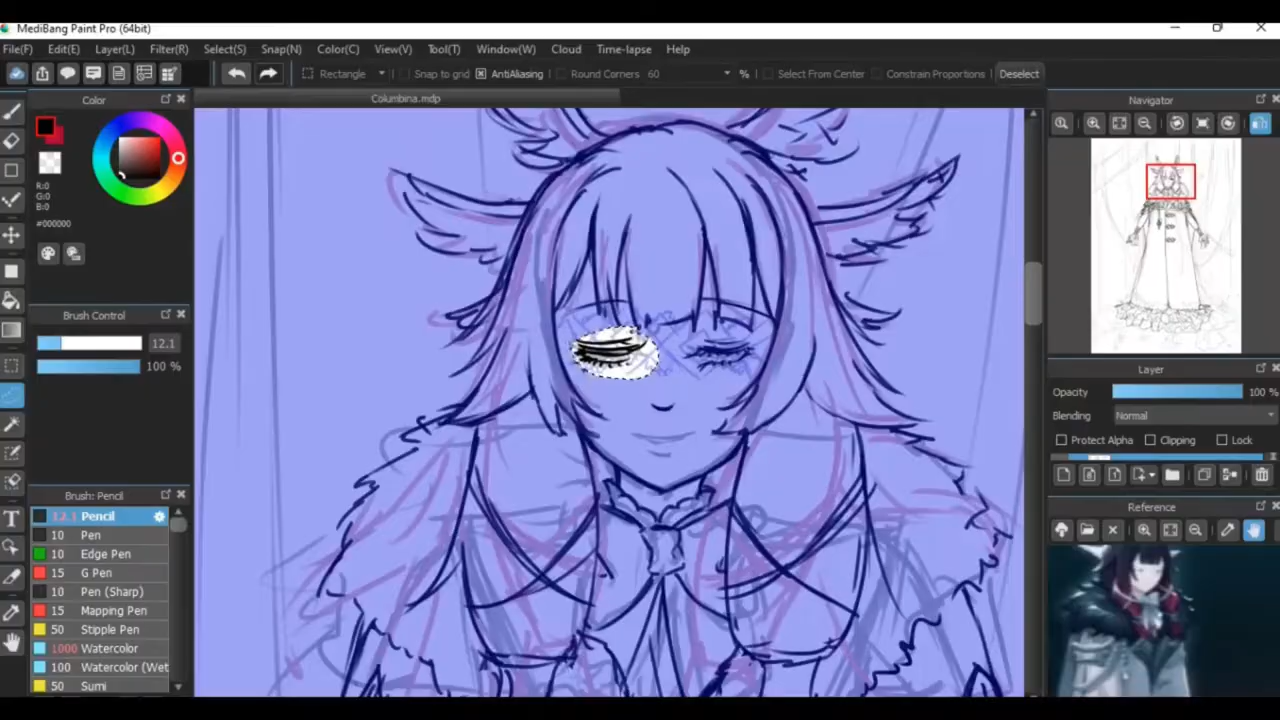 MediBang Paint Pro (64bit)
File(F) Edit(E) Layer(L) Filter(R) Select(S) Snap(N) Color(C) View(V) Tool(T) Window(W) Cloud Time-lapse Help
Rectangle Snap to grid AntiAliasing Round Corners 60 % Select From Center Constrain Proportions Deselect
Columbina.mdp
Color
R:0
G:0
B:0
#000000
Brush Control
12.1
100 %
Brush: Pencil
12.1 Pencil
10 Pen
10 Edge Pen
15 G Pen
10 Pen (Sharp)
15 Mapping Pen
50 Stipple Pen
1000 Watercolor
100 Watercolor (Wet
50 Sumi
Navigator
Layer
Opacity 100 %
Blending Normal
Protect Alpha Clipping Lock
Reference